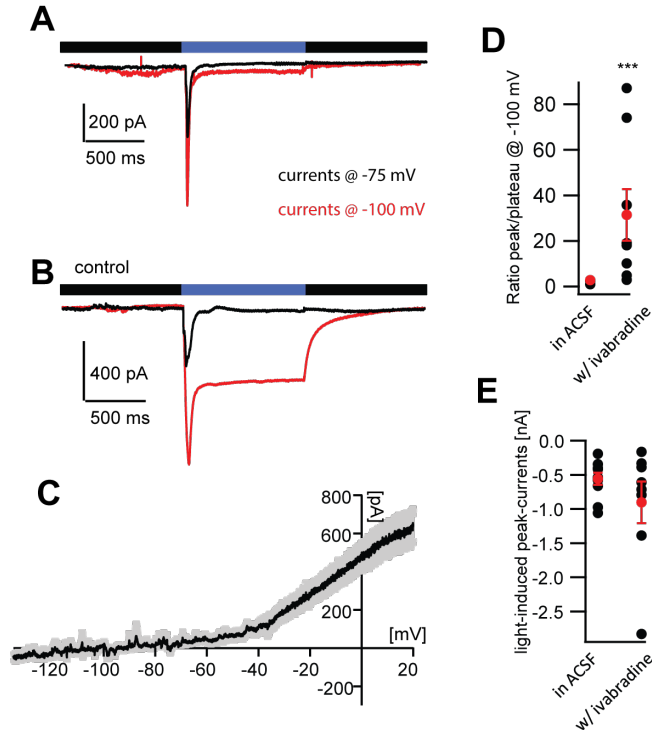 A
200 pA
500 ms
currents @ -75 mV
currents @ -100 mV
B
control
400 pA
500 ms
C
800
600
200
-200
[pA]
[mV]
-120
-100
-80
-60
-40
20
D
***
Ratio peak/plateau @ -100 mV
80
60
40
20
0
in ACSF
w/ ivabradine
E
light-induced peak-currents [nA]
0.0
-0.5
-1.0
-1.5
-2.0
-2.5
in ACSF
w/ ivabradine